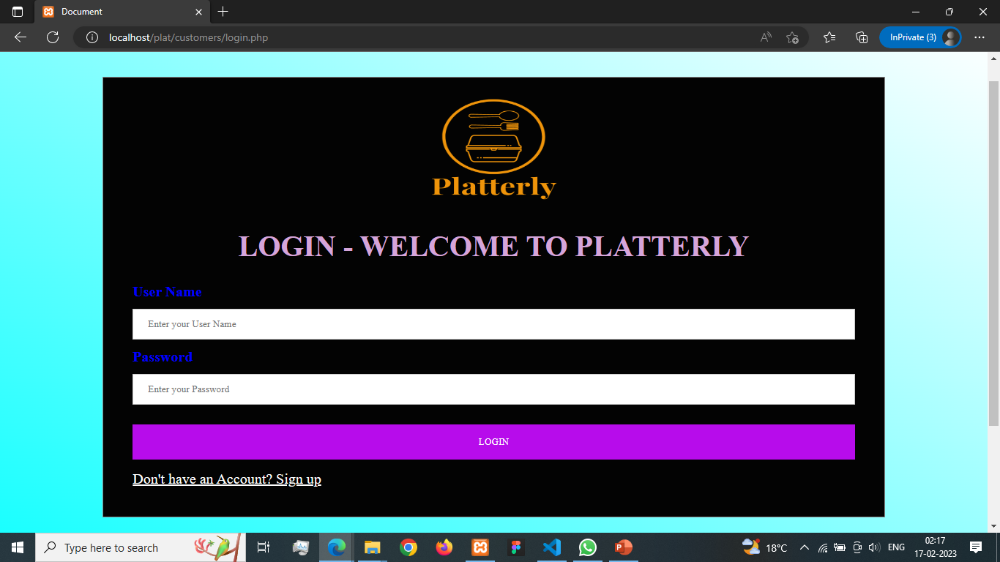 Document
localhost/plat/customers/login.php
InPrivate (3)
Platterly
LOGIN - WELCOME TO PLATTERLY
User Name
Enter your User Name
Password
Enter your Password
LOGIN
Don't have an Account? Sign up
Type here to search
18°C
ENG
02:17
17-02-2023